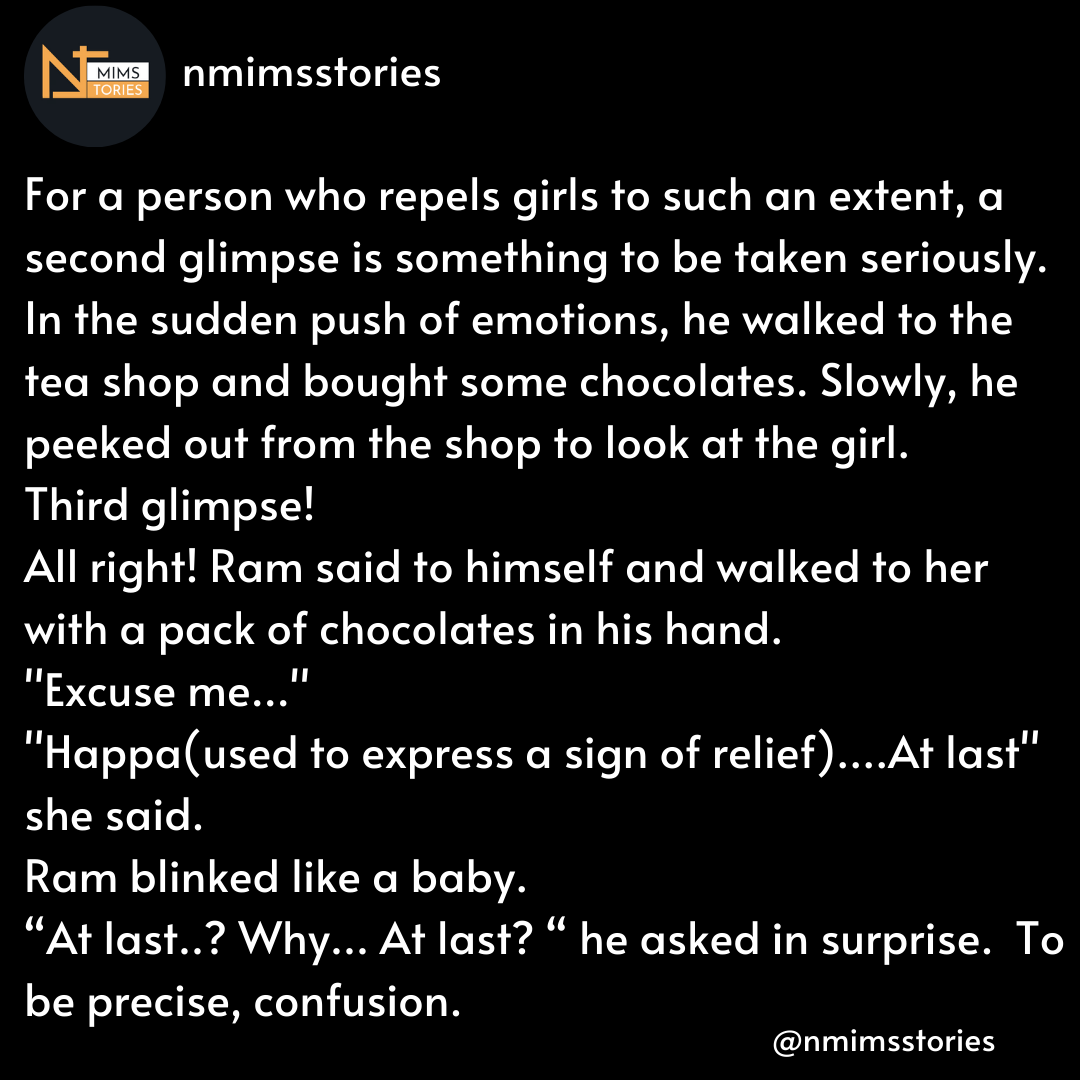 MIMS
TORIES
nmimsstories
For a person who repels girls to such an extent, a
second glimpse is something to be taken seriously.
In the sudden push of emotions, he walked to the
tea shop and bought some chocolates. Slowly, he
peeked out from the shop to look at the girl.
Third glimpse!
All right! Ram said to himself and walked to her
with a pack of chocolates in his hand.
"Excuse me..."
"Happa(used to express a sign of relief)....At last"
she said.
Ram blinked like a baby.
“At last..? Why... At last? “ he asked in surprise.  To
be precise, confusion.
@nmimsstories